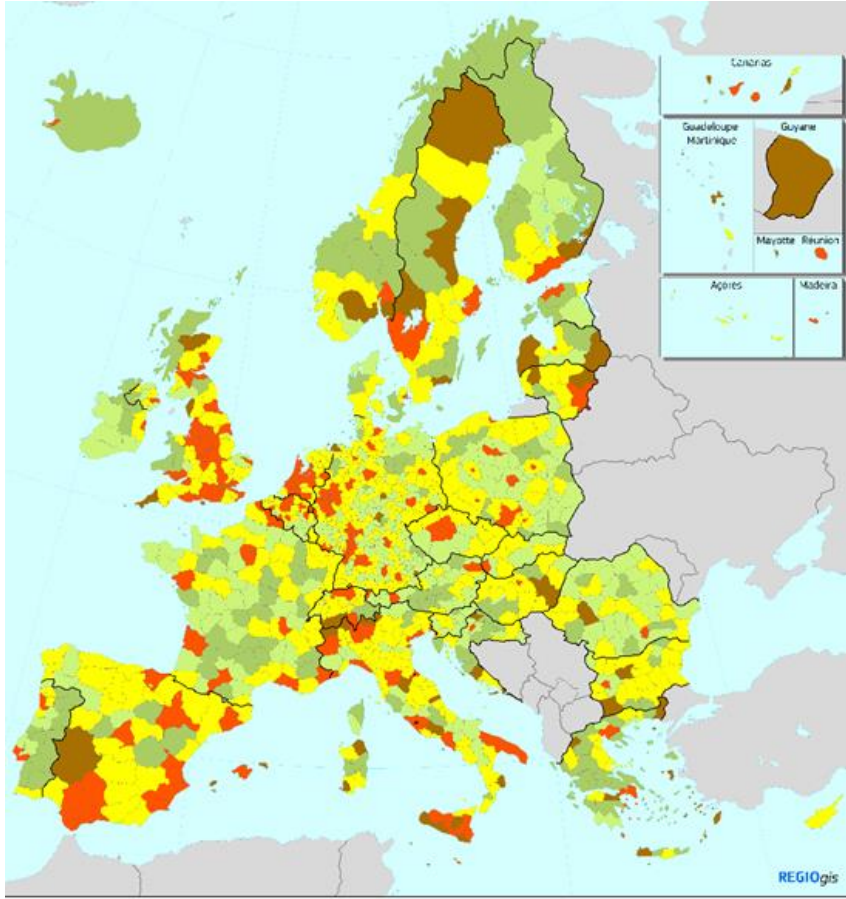 Canarias
Guadeloupe
Martinique
Guyane
Mayotte
Réunion
Açores
Madeira
REGIOgis